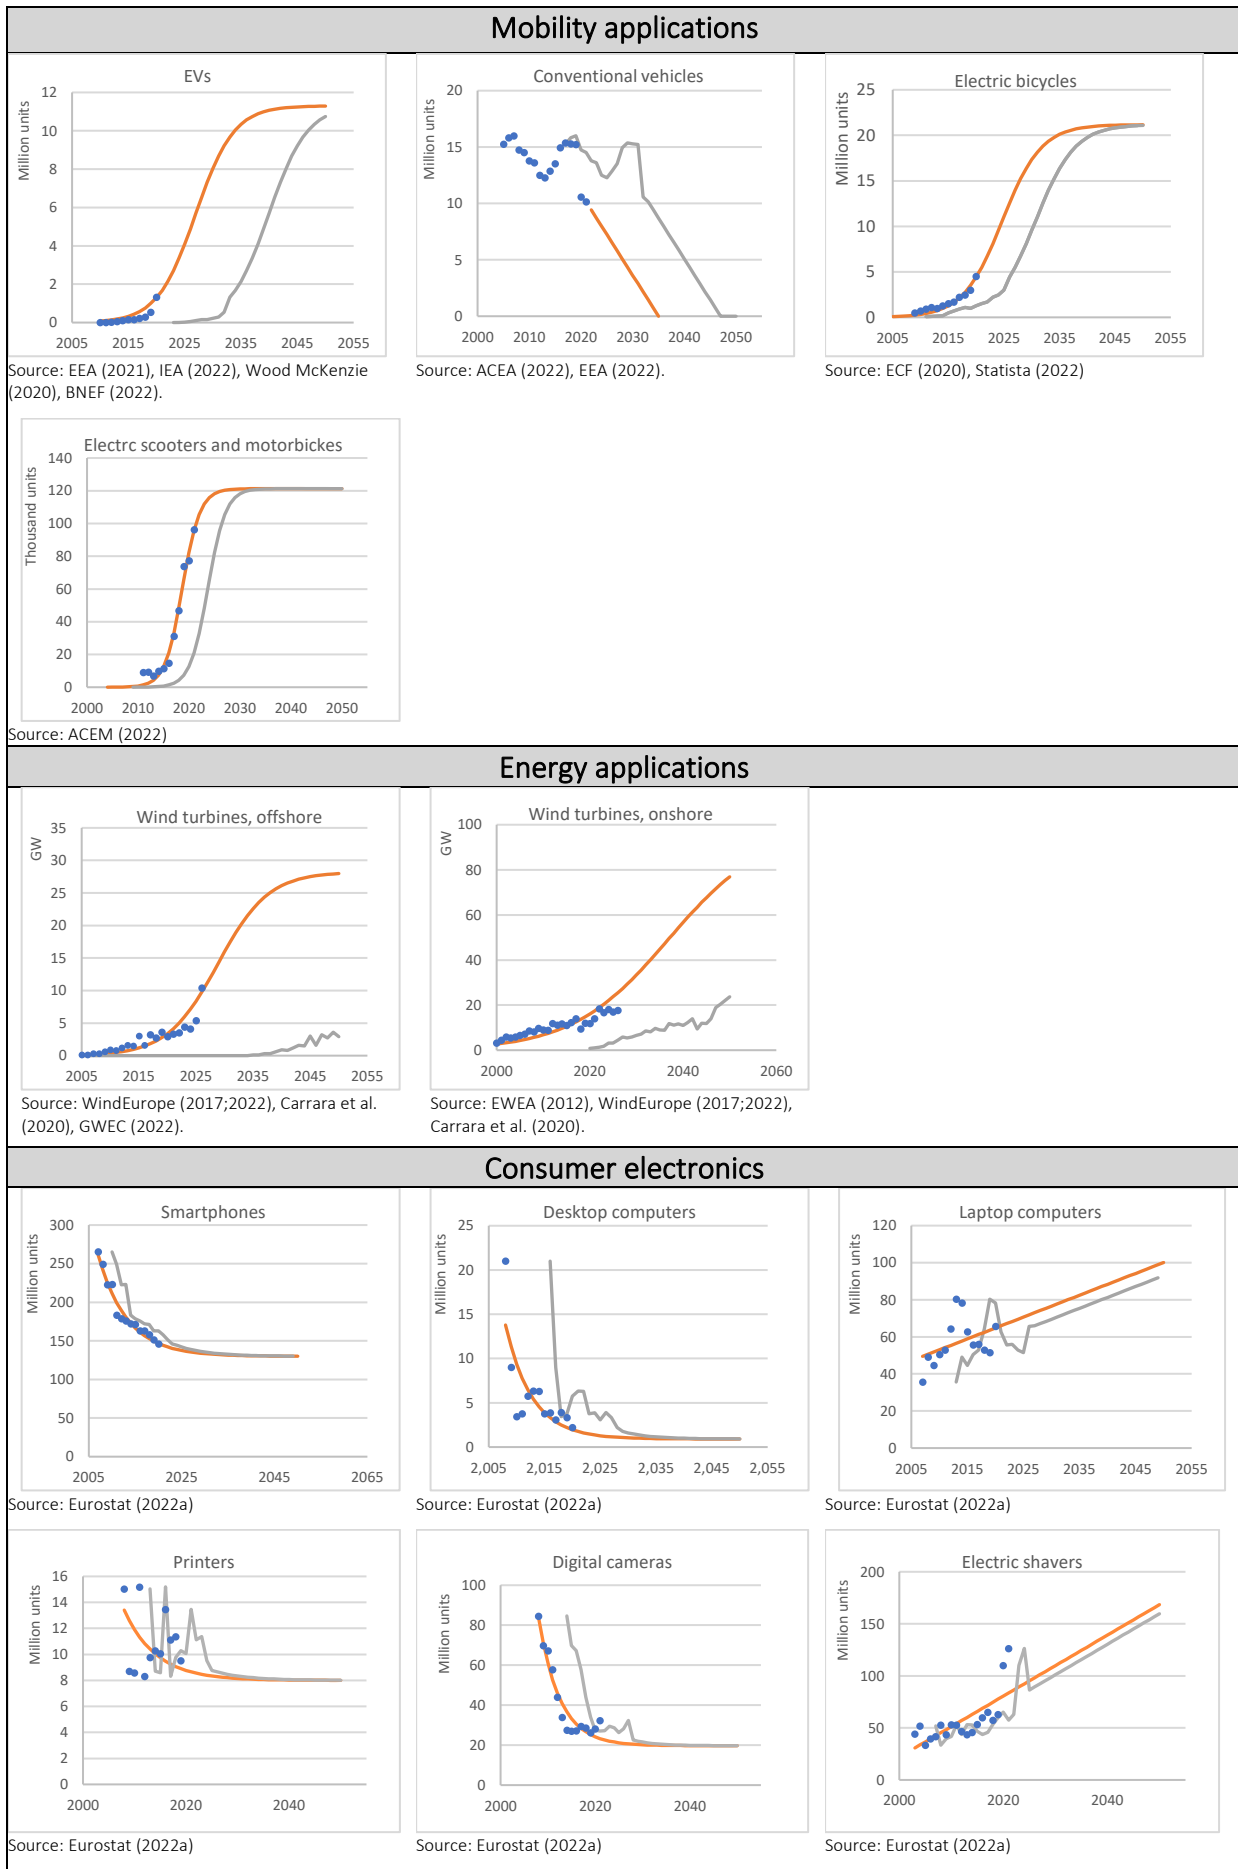 Mobility applications
EVs
Million units
12
10
8
6
4
2
0
2005 2015 2025 2035 2045 2055
Source: EEA (2021), IEA (2022), Wood McKenzie
(2020), BNEF (2022).
Conventional vehicles
Million units
20
15
10
5
0
2000 2010 2020 2030 2040 2050
Source: ACEA (2022), EEA (2022).
Electric bicycles
Million units
25
20
15
10
5
0
2005 2015 2025 2035 2045 2055
Source: ECF (2020), Statista (2022)
Electrc scooters and motorbickes
Thousand units
140
120
100
80
60
40
20
0
2000 2010 2020 2030 2040 2050
Source: ACEM (2022)
Energy applications
Wind turbines, offshore
GW
35
30
25
20
15
10
5
0
2005 2015 2025 2035 2045 2055
Source: WindEurope (2017;2022), Carrara et al.
(2020), GWEC (2022).
Wind turbines, onshore
GW
100
80
60
40
20
0
2000 2020 2040 2060
Source: EWEA (2012), WindEurope (2017;2022),
Carrara et al. (2020).
Consumer electronics
Smartphones
Million units
300
250
200
150
100
50
0
2005 2025 2045 2065
Source: Eurostat (2022a)
Desktop computers
Million units
25
20
15
10
5
0
2,005 2,015 2,025 2,035 2,045 2,055
Source: Eurostat (2022a)
Laptop computers
Million units
120
100
80
60
40
20
0
2005 2015 2025 2035 2045 2055
Source: Eurostat (2022a)
Printers
Million units
16
14
12
10
8
6
4
2
0
2000 2020 2040
Source: Eurostat (2022a)
Digital cameras
Million units
100
80
60
40
20
0
2000 2020 2040
Source: Eurostat (2022a)
Electric shavers
Million units
200
150
100
50
0
2000 2020 2040
Source: Eurostat (2022a)